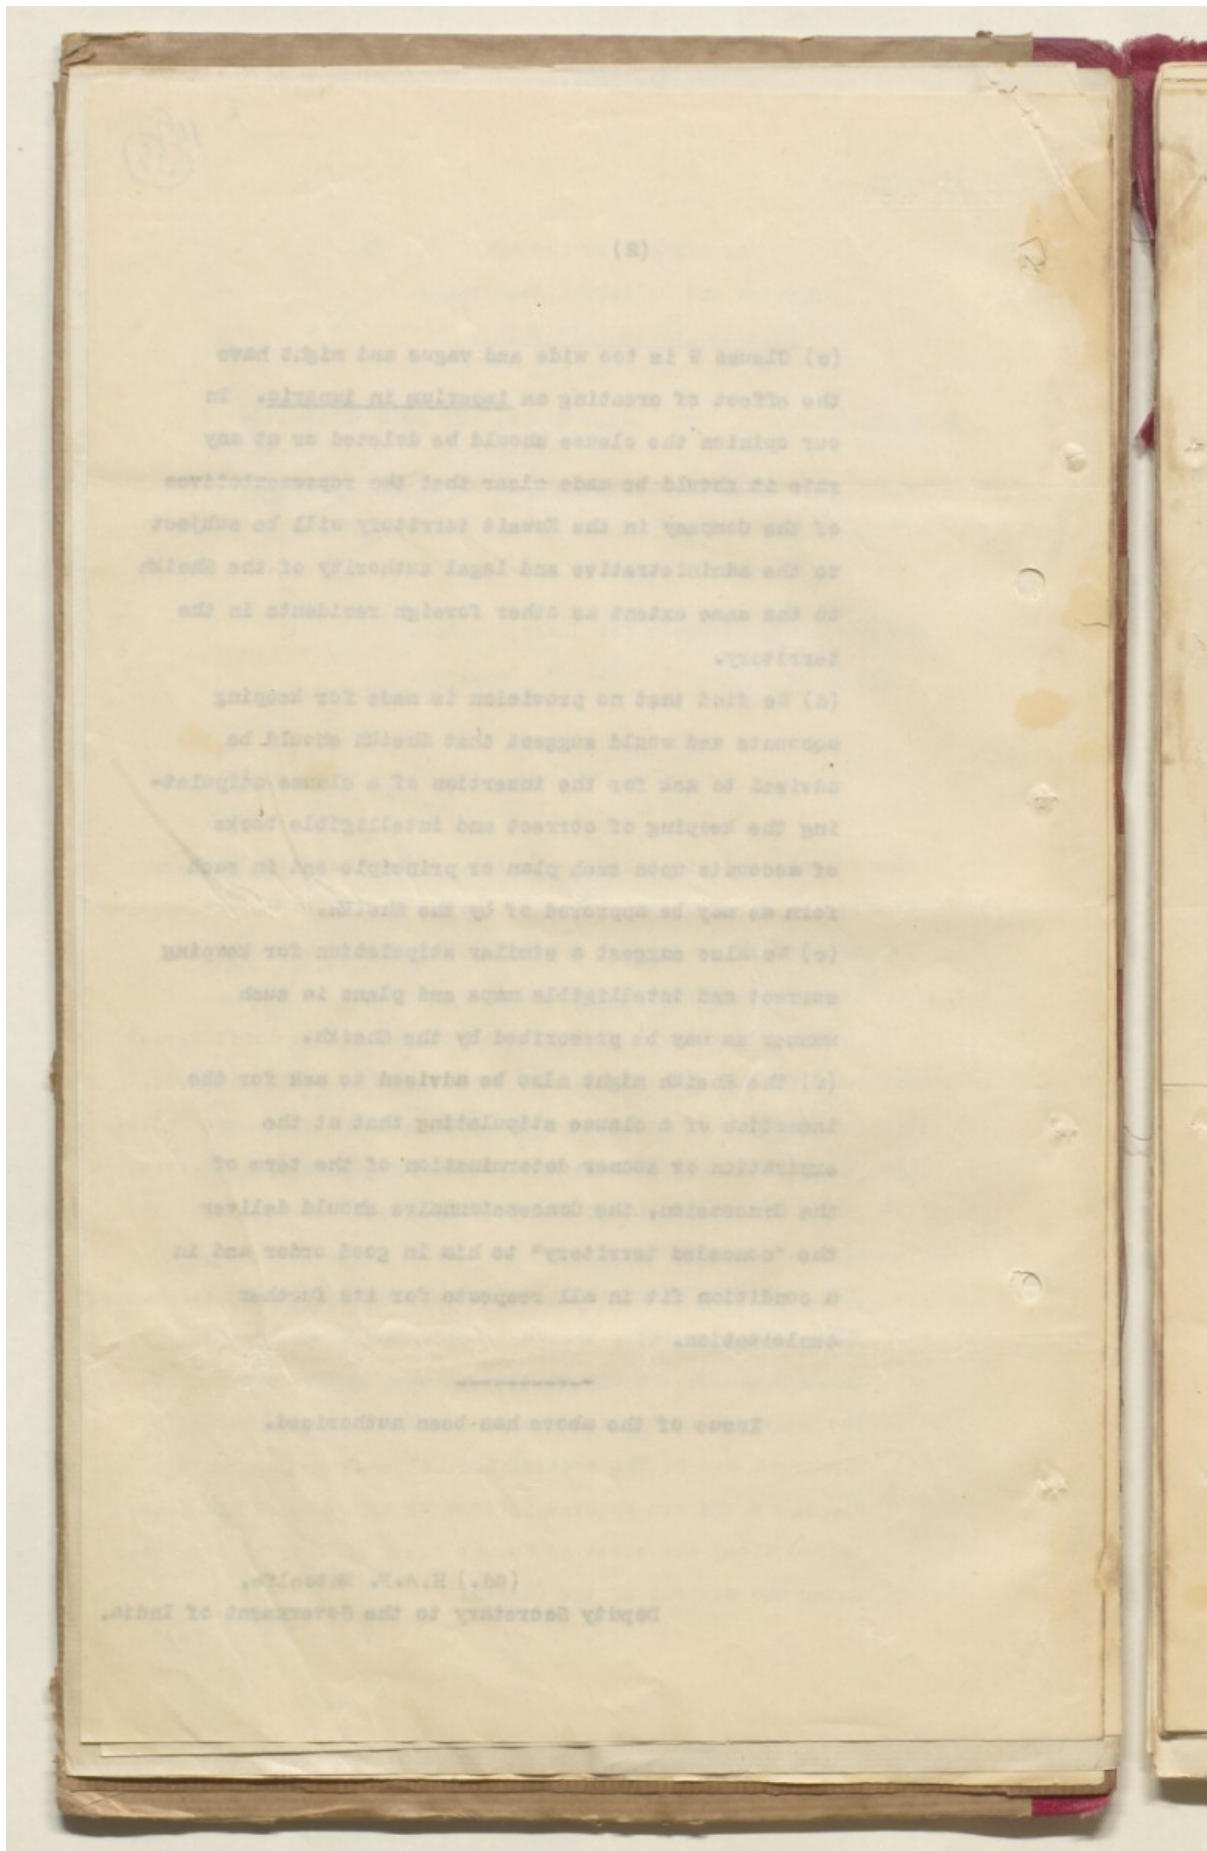 (2)
(c) Clause 9 is too wide and vague and might have
the effect of creating an imperium in imperio. In
our opinion the clause should be deleted or at any
rate it should be made clear that the representatives
of the Company in the Kuwait territory will be subject
to the administrative and legal authority of the Sheikh
to the same extent as other foreign residents in the
territory.
(d) We find that no provision is made for keeping
accounts and would suggest that Sheikh should be
advised to ask for the insertion of a clause stipulat-
ing the keeping of correct and intelligible books
of accounts upon such plan or principle and in such
form as may be approved of by the Sheikh.
(e) We also suggest a similar stipulation for keeping
correct and intelligible maps and plans in such
manner as may be prescribed by the Sheikh.
(f) The Sheikh might also be advised to ask for the
insertion of a clause stipulating that at the
expiration or sooner determination of the term of
the Concession, the Concessionnaire should deliver
the "conceded territory" to him in good order and in
a condition fit in all respects for its further
exploitation.
Issue of the above has been authorised.
(Sd.) H.A.F. Metcalfe,
Deputy Secretary to the Government of India.